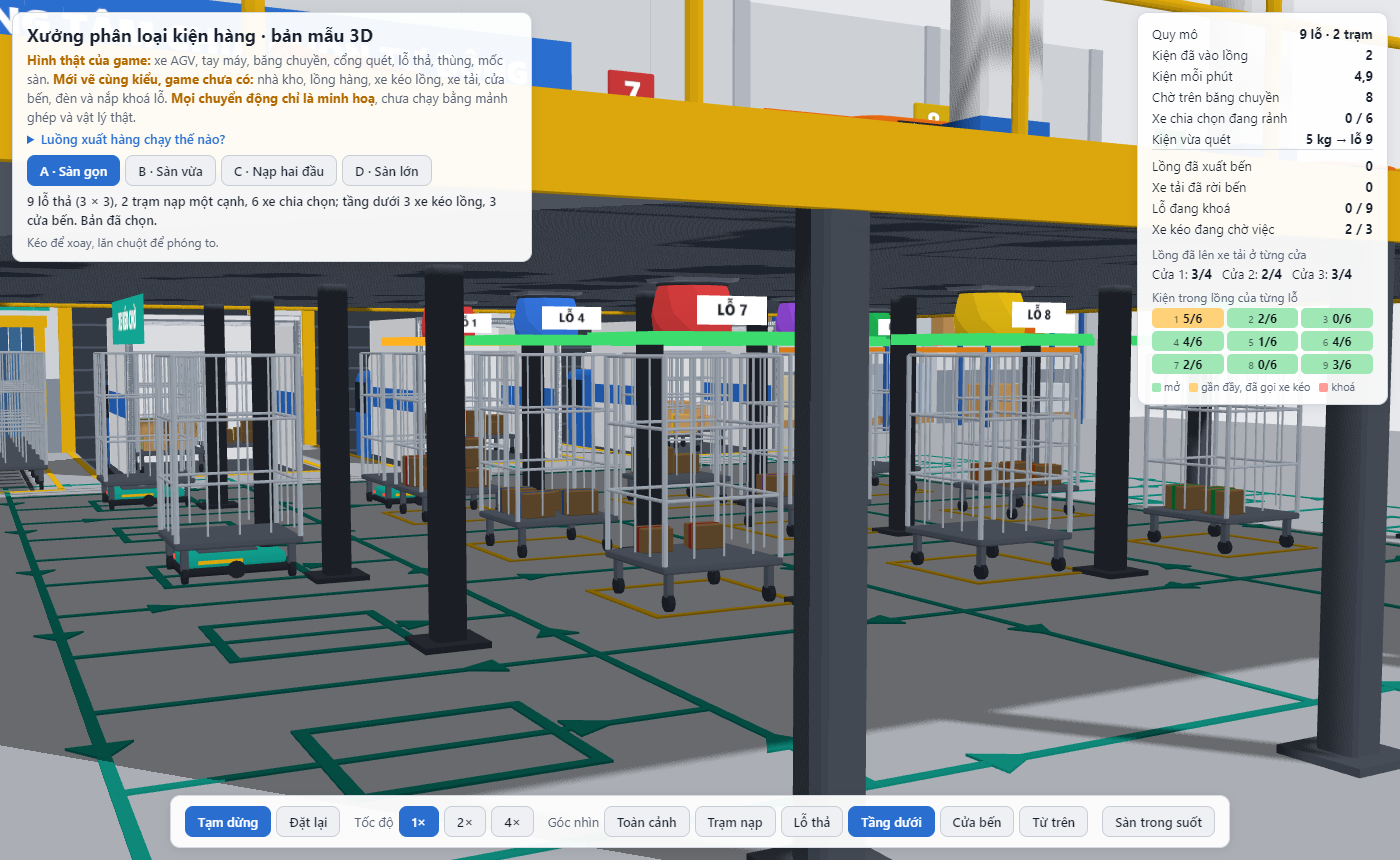 Xưởng phân loại kiện hàng · bản mẫu 3D
Hình thật của game: xe AGV, tay máy, băng chuyền, cổng quét, lỗ thả, thùng, mốc
sàn. Mới vẽ cùng kiểu, game chưa có: nhà kho, lồng hàng, xe kéo lồng, xe tải, cửa
bến, đèn và nắp khoá lỗ. Mọi chuyển động chỉ là minh hoạ, chưa chạy bằng mảnh
ghép và vật lý thật.
▶ Luồng xuất hàng chạy thế nào?
A · Sàn gọn
B · Sàn vừa
C · Nạp hai đầu
D · Sàn lớn
9 lỗ thả (3 × 3), 2 trạm nạp một cạnh, 6 xe chia chọn; tầng dưới 3 xe kéo lồng, 3
cửa bến. Bản đã chọn.
Kéo để xoay, lăn chuột để phóng to.
Quy mô 9 lỗ · 2 trạm
Kiện đã vào lồng 2
Kiện mỗi phút 4,9
Chờ trên băng chuyền 8
Xe chia chọn đang rảnh 0 / 6
Kiện vừa quét 5 kg → lỗ 9
Lồng đã xuất bến 0
Xe tải đã rời bến 0
Lỗ đang khoá 0 / 9
Xe kéo đang chờ việc 2 / 3
Lồng đã lên xe tải ở từng cửa
Cửa 1: 3/4 Cửa 2: 2/4 Cửa 3: 3/4
Kiện trong lồng của từng lỗ
1 5/6 2 2/6 3 0/6
4 4/6 5 1/6 6 4/6
7 2/6 8 0/6 9 3/6
mở gần đầy, đã gọi xe kéo khoá
7
LỖ 4
LỖ 7
LỖ 8
Tạm dừng
Đặt lại
Tốc độ
1×
2×
4×
Góc nhìn
Toàn cảnh
Trạm nạp
Lỗ thả
Tầng dưới
Cửa bến
Từ trên
Sàn trong suốt